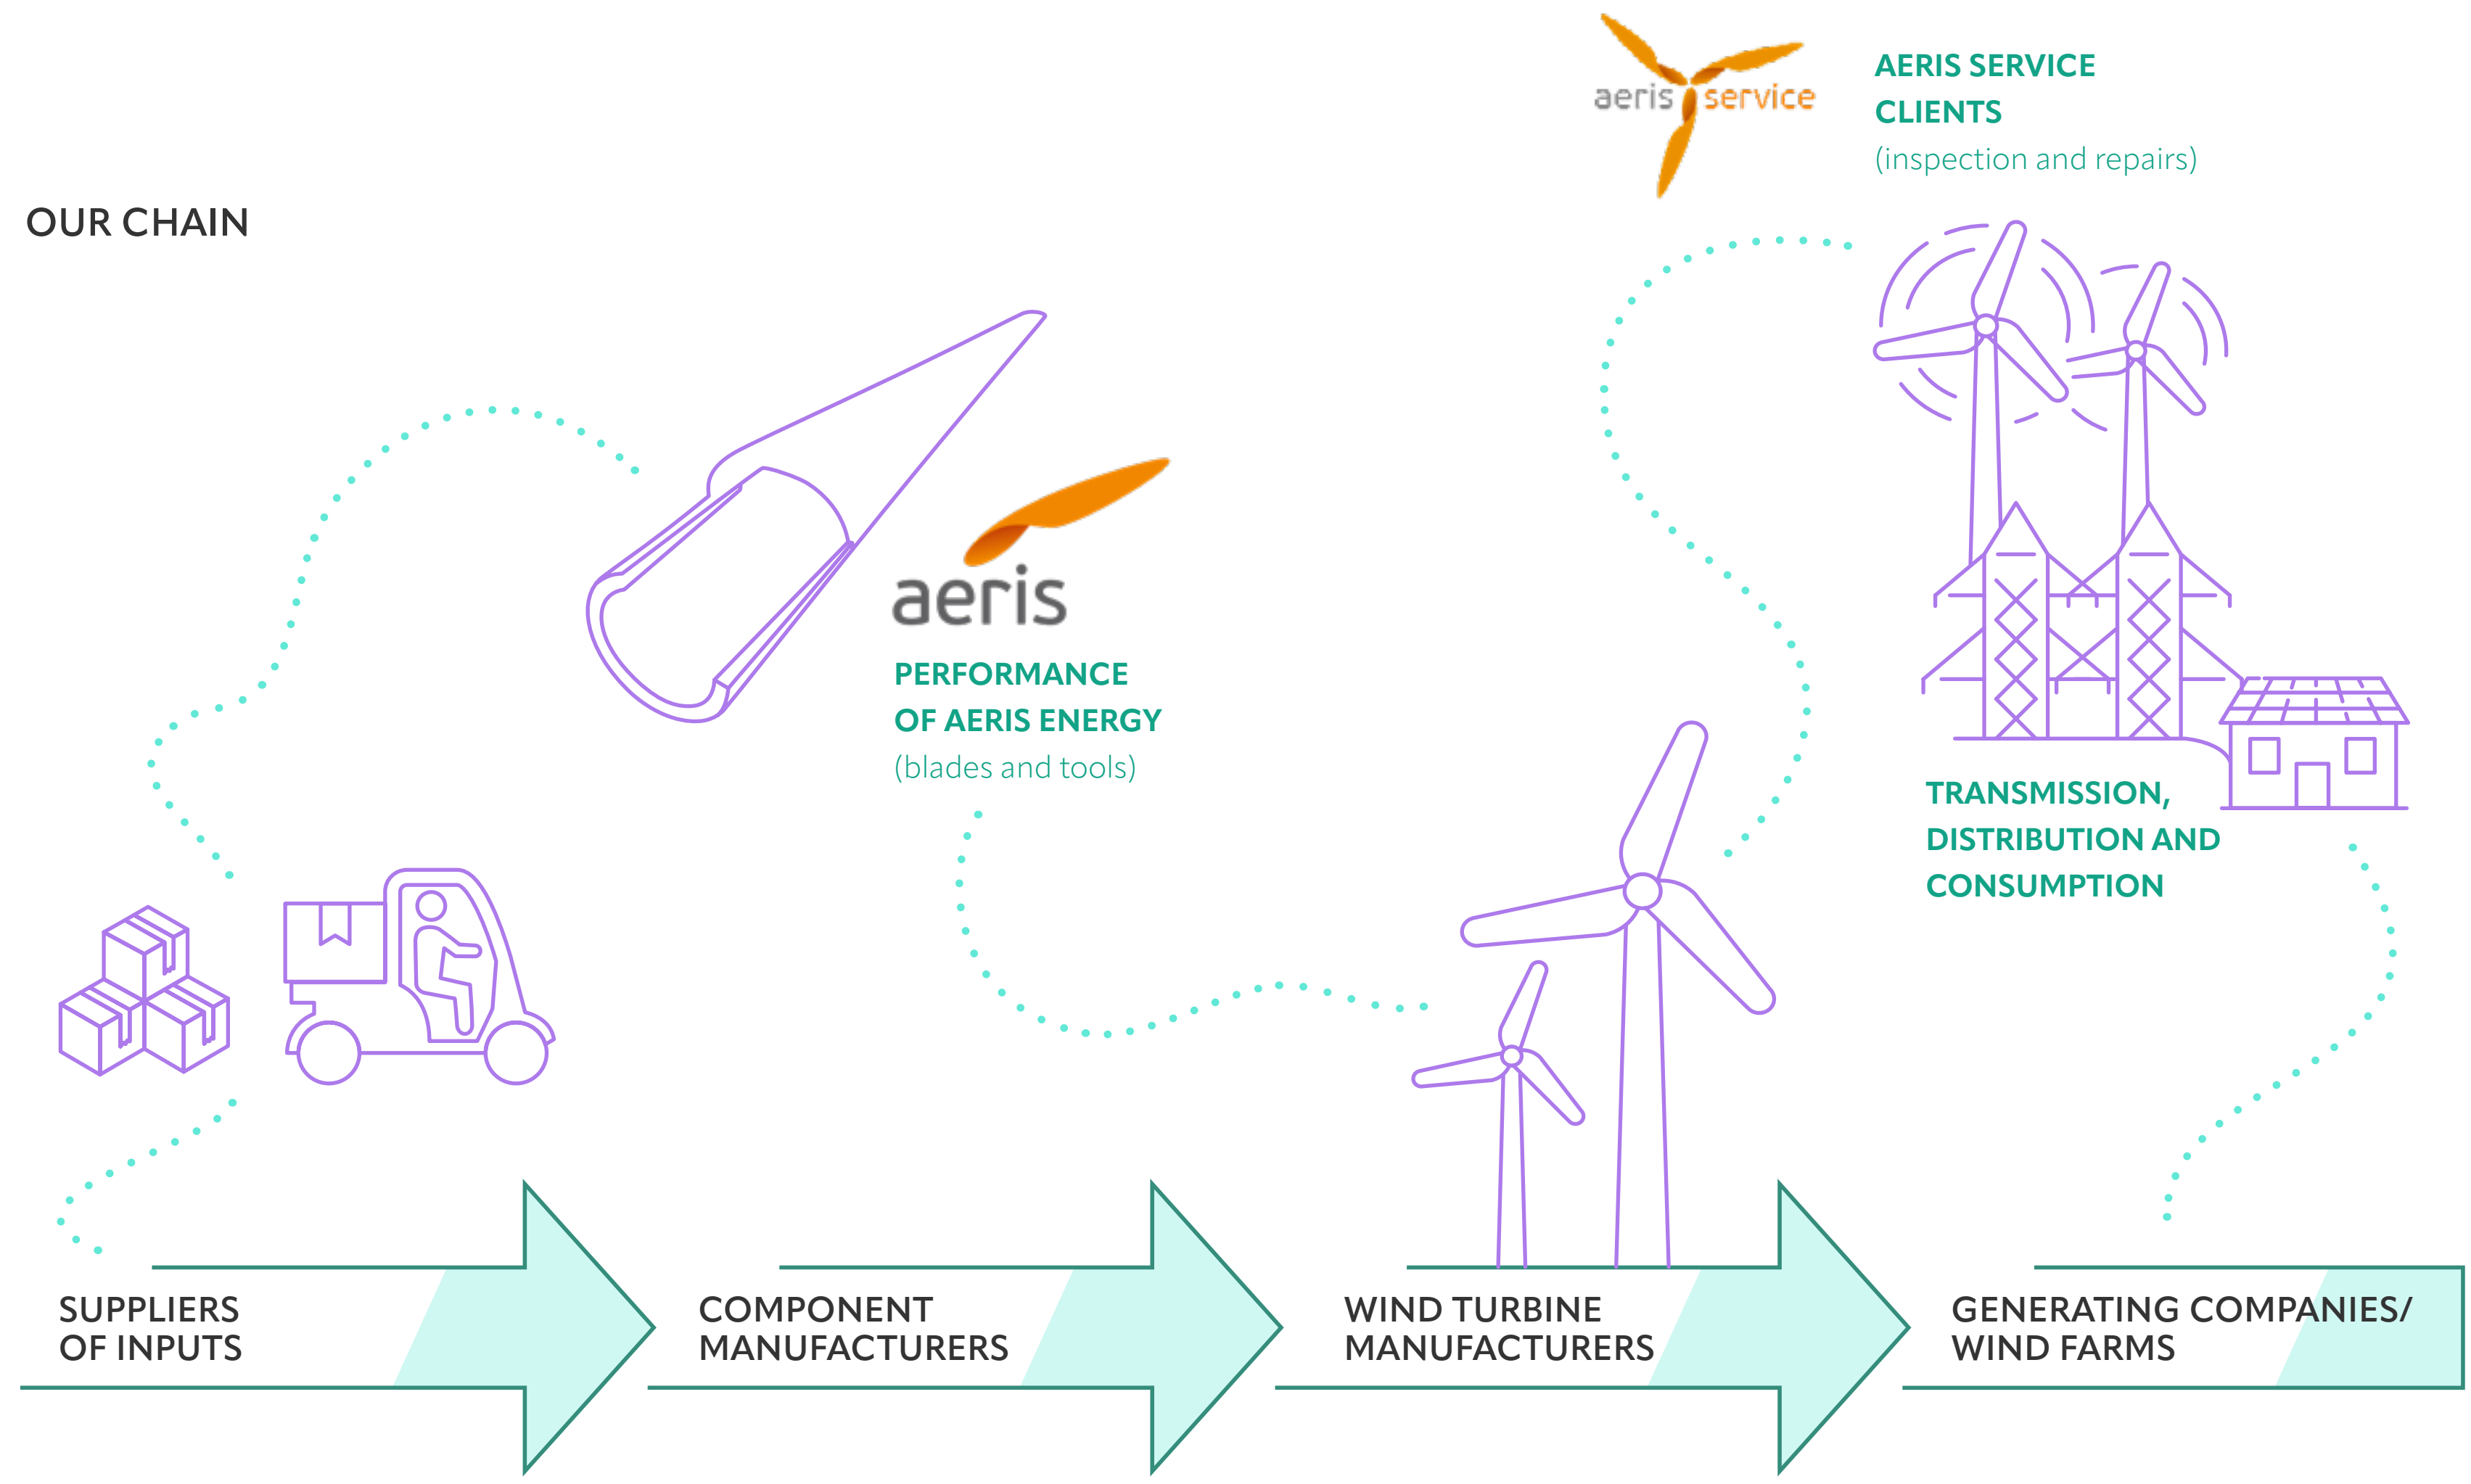 OUR CHAIN
aeris service
AERIS SERVICE
CLIENTS
(inspection and repairs)
aeris
PERFORMANCE
OF AERIS ENERGY
(blades and tools)
TRANSMISSION,
DISTRIBUTION AND
CONSUMPTION
SUPPLIERS
OF INPUTS
COMPONENT
MANUFACTURERS
WIND TURBINE
MANUFACTURERS
GENERATING COMPANIES/
WIND FARMS